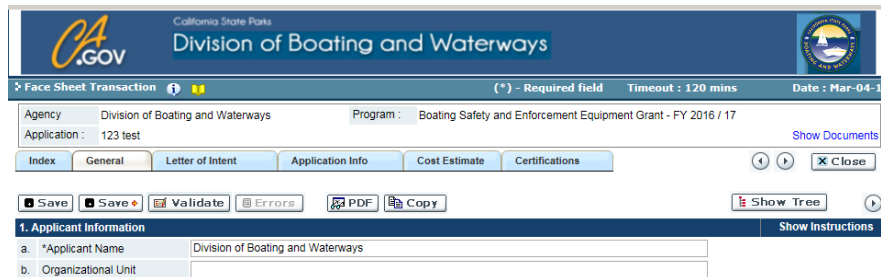 CA.GOV
California State Parks
Division of Boating and Waterways
Face Sheet Transaction (*) - Required field Timeout : 120 mins Date : Mar-04-1
Agency Division of Boating and Waterways Program : Boating Safety and Enforcement Equipment Grant - FY 2016 / 17
Application : 123 test Show Documents
Index General Letter of Intent Application Info Cost Estimate Certifications Close
Save Save Validate Errors PDF Copy Show Tree
1. Applicant Information Show Instructions
a. *Applicant Name Division of Boating and Waterways
b. Organizational Unit